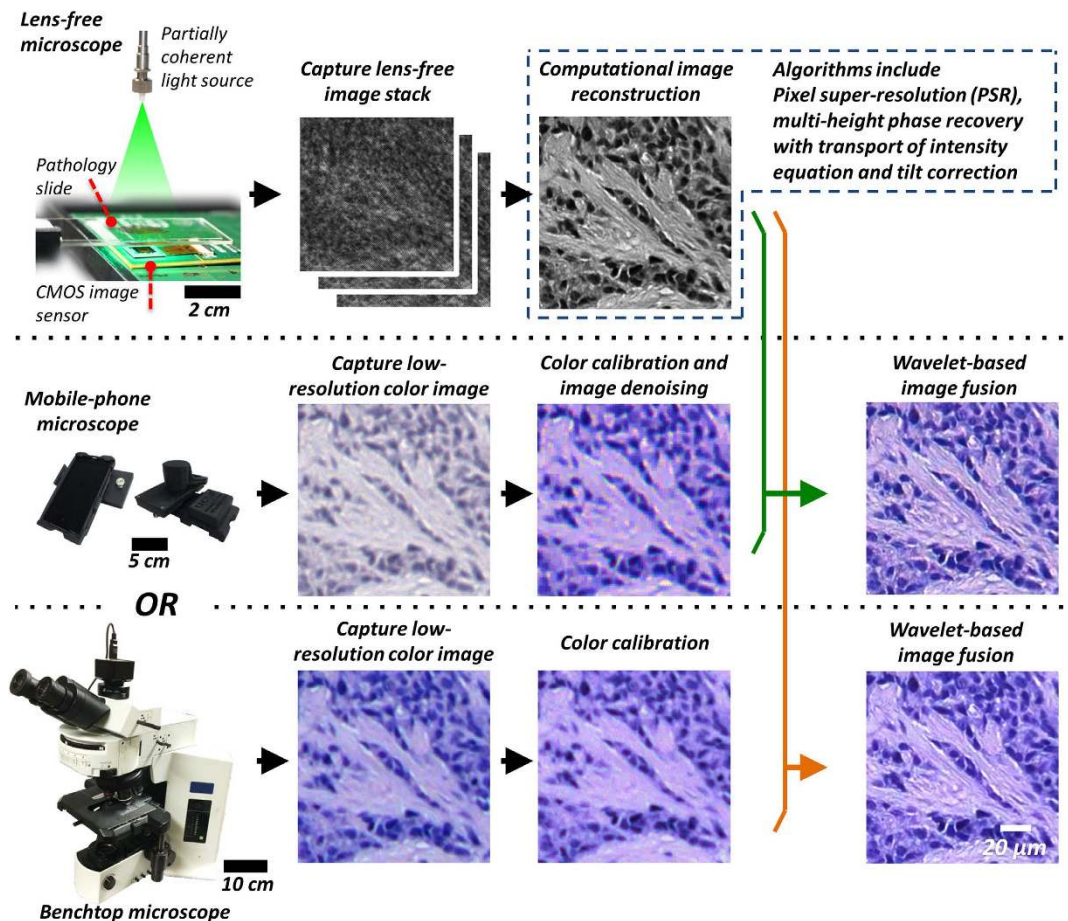 Lens-free
microscope
Partially
coherent
light source
Pathology
slide
CMOS image
sensor
2 cm
Capture lens-free
image stack
Computational image
reconstruction
Algorithms include
Pixel super-resolution (PSR),
multi-height phase recovery
with transport of intensity
equation and tilt correction
Mobile-phone
microscope
5 cm
Capture low-
resolution color image
Color calibration and
image denoising
Wavelet-based
image fusion
OR
Benchtop microscope
10 cm
Capture low-
resolution color image
Color calibration
Wavelet-based
image fusion
20 μm